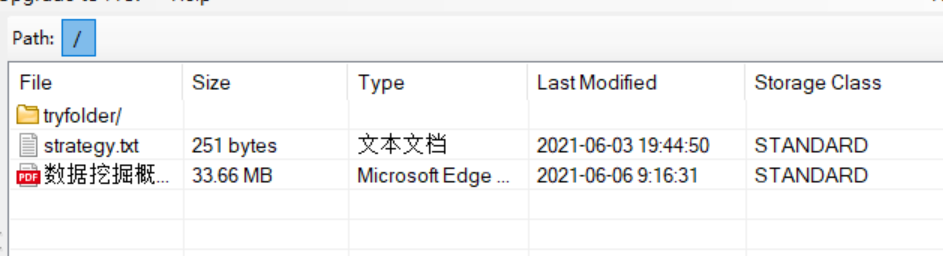 Path: /
File Size Type Last Modified Storage Class
tryfolder/
strategy.txt 251 bytes 文本文档 2021-06-03 19:44:50 STANDARD
PDF 数据挖掘概... 33.66 MB Microsoft Edge ... 2021-06-06 9:16:31 STANDARD